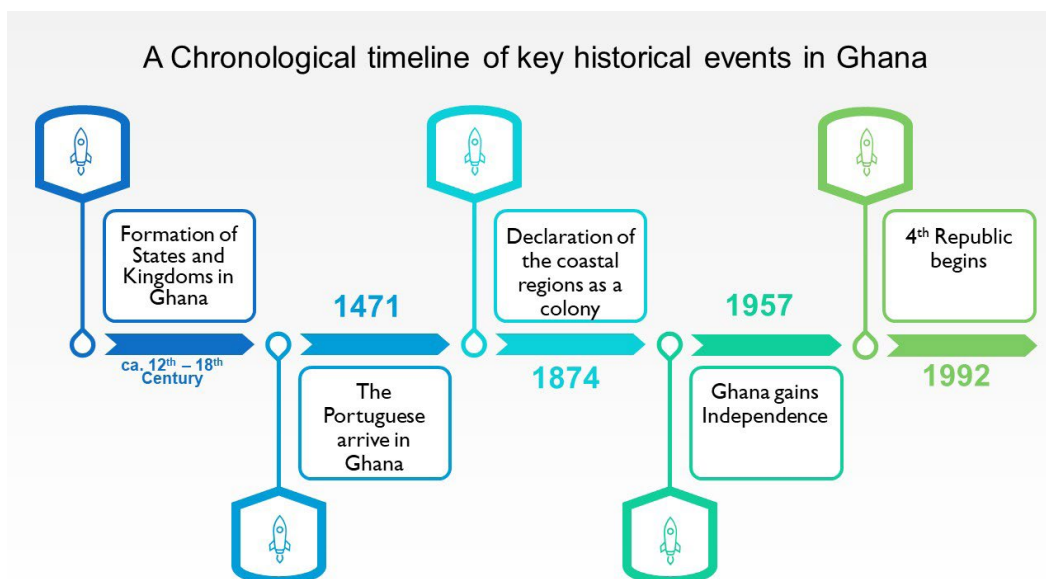 A Chronological timeline of key historical events in Ghana
Formation of
States and
Kingdoms in
Ghana
ca. 12th – 18th
Century
1471
The
Portuguese
arrive in
Ghana
Declaration of
the coastal
regions as a
colony
1874
1957
Ghana gains
Independence
4th Republic
begins
1992